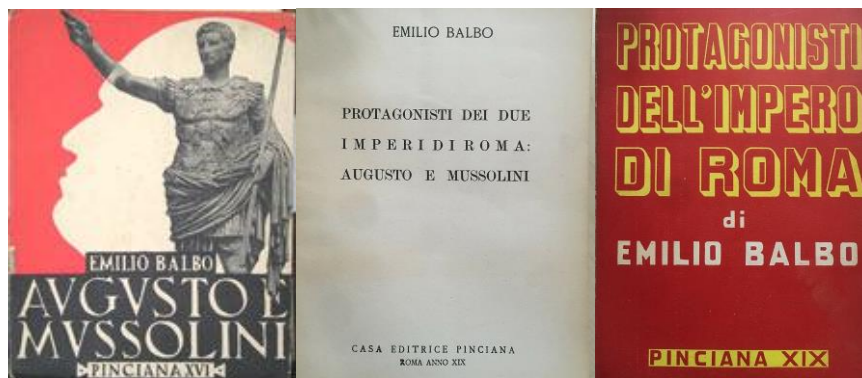 EMILIO BALBO
AVGVSTO E
MVSSOLINI
PINCIANA XVI
EMILIO BALBO
PROTAGONISTI DEI DUE
IMPERI DI ROMA:
AUGUSTO E MUSSOLINI
CASA EDITRICE PINCIANA
ROMA ANNO XIX
PROTAGONISTI
DELL'IMPERO
DI ROMA
di
EMILIO BALBO
PINCIANA XIX